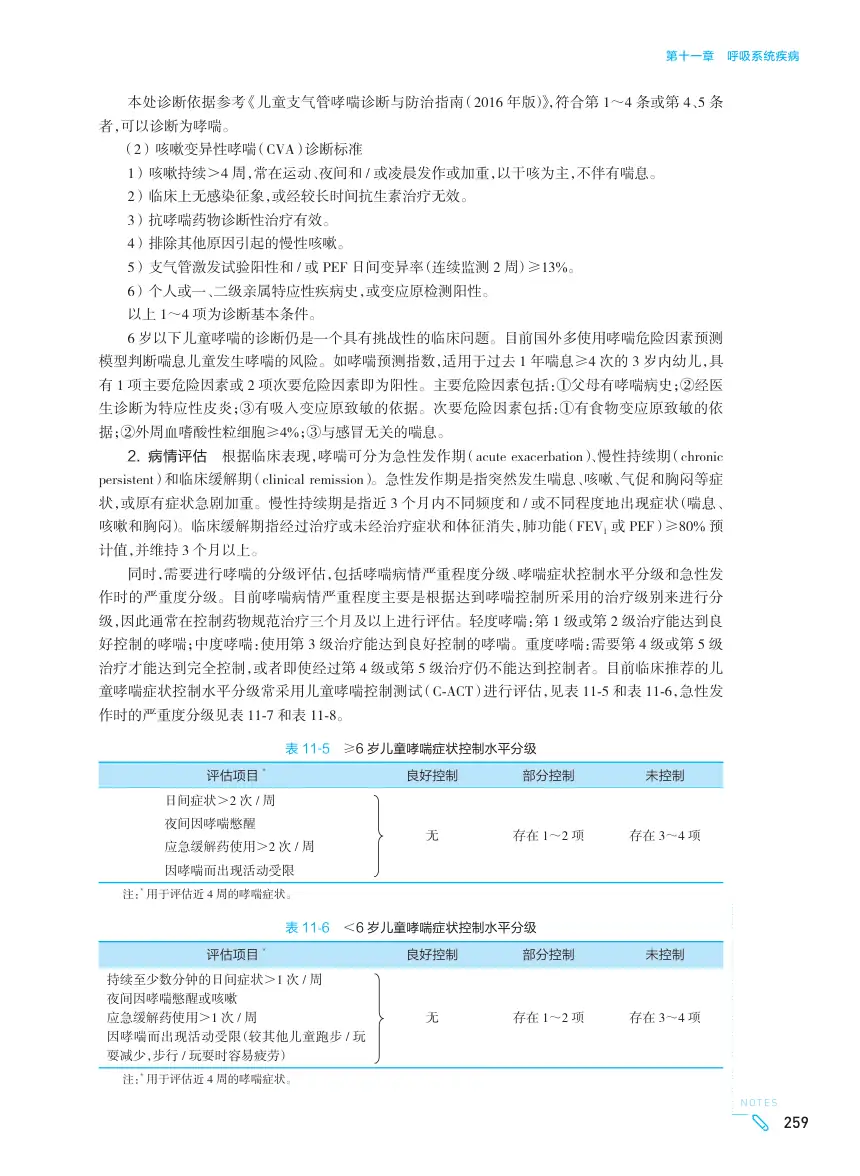 第十一章 呼吸系统疾病
本处诊断依据参考《儿童支气管哮喘诊断与防治指南（2016 年版）》，符合第 1～4 条或第 4、5 条
者，可以诊断为哮喘。
（2）咳嗽变异性哮喘（CVA）诊断标准
1）咳嗽持续＞4 周，常在运动、夜间和 / 或凌晨发作或加重，以干咳为主，不伴有喘息。
2）临床上无感染征象，或经较长时间抗生素治疗无效。
3）抗哮喘药物诊断性治疗有效。
4）排除其他原因引起的慢性咳嗽。
5）支气管激发试验阳性和 / 或 PEF 日间变异率（连续监测 2 周）≥13%。
6）个人或一、二级亲属特应性疾病史，或变应原检测阳性。
以上 1～4 项为诊断基本条件。
6 岁以下儿童哮喘的诊断仍是一个具有挑战性的临床问题。目前国外多使用哮喘危险因素预测
模型判断喘息儿童发生哮喘的风险。如哮喘预测指数，适用于过去 1 年喘息≥4 次的 3 岁内幼儿，具
有 1 项主要危险因素或 2 项次要危险因素即为阳性。主要危险因素包括：①父母有哮喘病史；②经医
生诊断为特应性皮炎；③有吸入变应原致敏的依据。次要危险因素包括：①有食物变应原致敏的依
据；②外周血嗜酸性粒细胞≥4%；③与感冒无关的喘息。
2. 病情评估 根据临床表现，哮喘可分为急性发作期（acute exacerbation）、慢性持续期（chronic
persistent）和临床缓解期（clinical remission）。急性发作期是指突然发生喘息、咳嗽、气促和胸闷等症
状，或原有症状急剧加重。慢性持续期是指近 3 个月内不同频度和 / 或不同程度地出现症状（喘息、
咳嗽和胸闷）。临床缓解期指经过治疗或未经治疗症状和体征消失，肺功能（FEV₁ 或 PEF）≥80% 预
计值，并维持 3 个月以上。
同时，需要进行哮喘的分级评估，包括哮喘病情严重程度分级、哮喘症状控制水平分级和急性发
作时的严重度分级。目前哮喘病情严重程度主要是根据达到哮喘控制所采用的治疗级别来进行分
级，因此通常在控制药物规范治疗三个月及以上进行评估。轻度哮喘：第 1 级或第 2 级治疗能达到良
好控制的哮喘；中度哮喘：使用第 3 级治疗能达到良好控制的哮喘。重度哮喘：需要第 4 级或第 5 级
治疗才能达到完全控制，或者即使经过第 4 级或第 5 级治疗仍不能达到控制者。目前临床推荐的儿
童哮喘症状控制水平分级常采用儿童哮喘控制测试（C-ACT）进行评估，见表 11-5 和表 11-6，急性发
作时的严重度分级见表 11-7 和表 11-8。
表 11-5 ≥6 岁儿童哮喘症状控制水平分级
评估项目* 良好控制 部分控制 未控制
日间症状＞2 次 / 周
夜间因哮喘憋醒
无 存在 1～2 项 存在 3～4 项
应急缓解药使用＞2 次 / 周
因哮喘而出现活动受限
注：*用于评估近 4 周的哮喘症状。
表 11-6 ＜6 岁儿童哮喘症状控制水平分级
评估项目* 良好控制 部分控制 未控制
持续至少数分钟的日间症状＞1 次 / 周
夜间因哮喘憋醒或咳嗽
应急缓解药使用＞1 次 / 周 无 存在 1～2 项 存在 3～4 项
因哮喘而出现活动受限（较其他儿童跑步 / 玩
耍减少，步行 / 玩耍时容易疲劳）
注：*用于评估近 4 周的哮喘症状。
NOTES
259